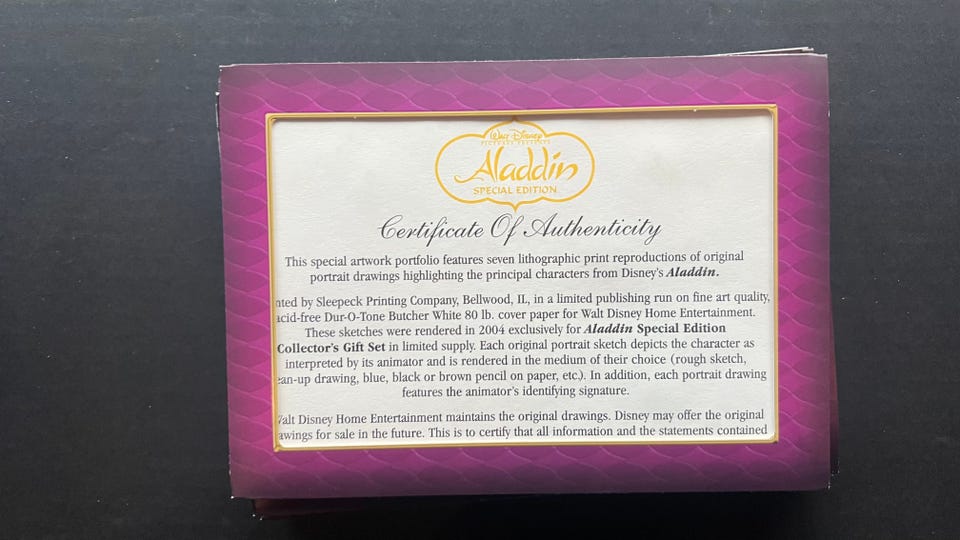 Walt Disney
PICTURES PRESENTS
Aladdin
SPECIAL EDITION
Certificate Of Authenticity
This special artwork portfolio features seven lithographic print reproductions of original
portrait drawings highlighting the principal characters from Disney's Aladdin.
nted by Sleepeck Printing Company, Bellwood, IL, in a limited publishing run on fine art quality,
acid-free Dur-O-Tone Butcher White 80 lb. cover paper for Walt Disney Home Entertainment.
These sketches were rendered in 2004 exclusively for Aladdin Special Edition
Collector's Gift Set in limited supply. Each original portrait sketch depicts the character as
interpreted by its animator and is rendered in the medium of their choice (rough sketch,
ean-up drawing, blue, black or brown pencil on paper, etc.). In addition, each portrait drawing
features the animator's identifying signature.
Walt Disney Home Entertainment maintains the original drawings. Disney may offer the original
awings for sale in the future. This is to certify that all information and the statements contained